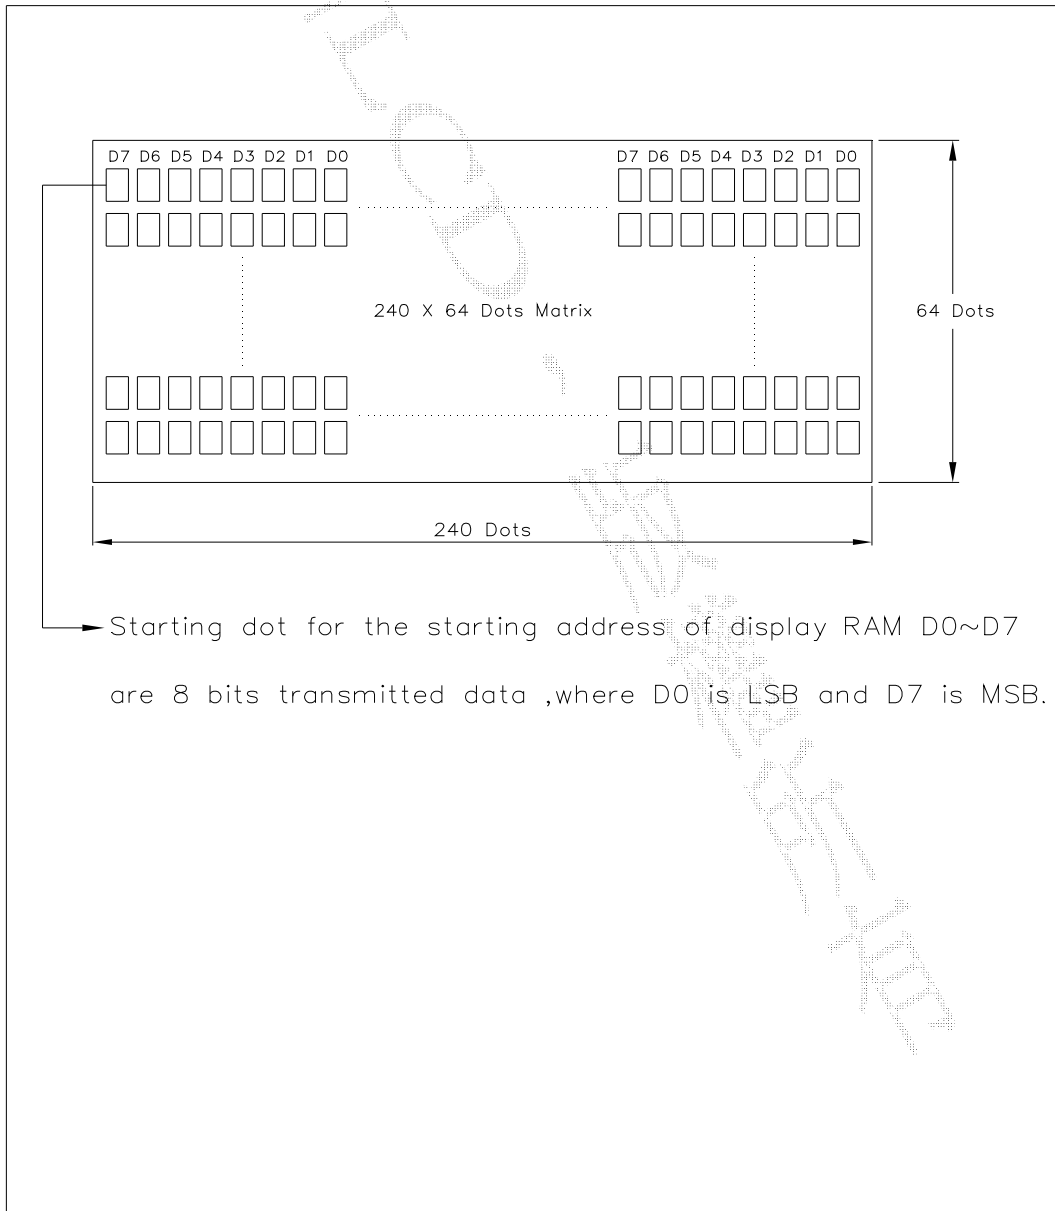 D7 D6 D5 D4 D3 D2 D1 D0 D7 D6 D5 D4 D3 D2 D1 D0
240 X 64 Dots Matrix
64 Dots
240 Dots
Starting dot for the starting address of display RAM D0~D7
are 8 bits transmitted data ,where D0 is LSB and D7 is MSB.